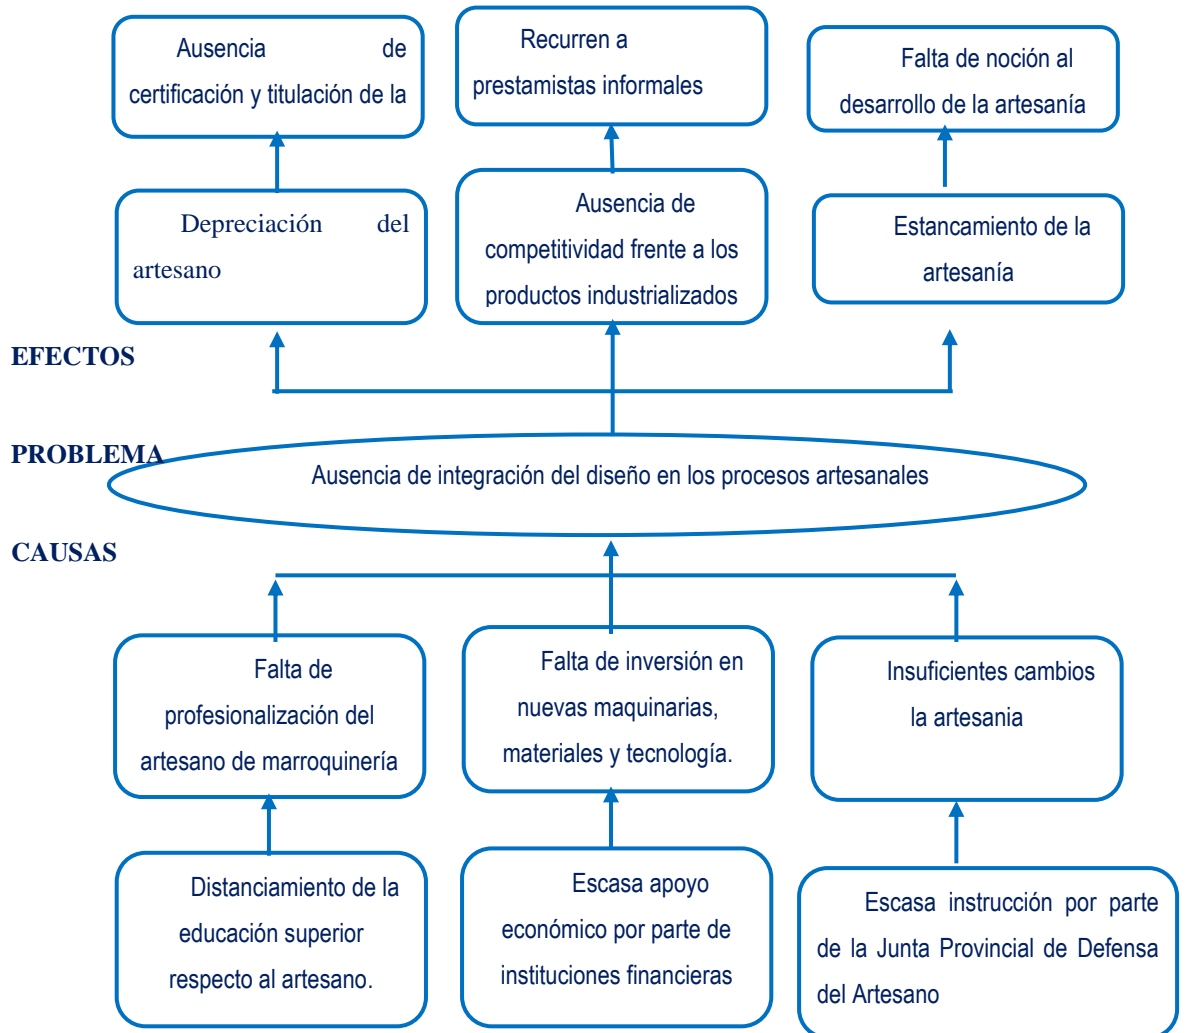 Ausencia de
certificación y titulación de la
Recurren a
prestamistas informales
Falta de noción al
desarrollo de la artesanía
Depreciación del
artesano
Ausencia de
competitividad frente a los
productos industrializados
Estancamiento de la
artesanía
EFECTOS
PROBLEMA
Ausencia de integración del diseño en los procesos artesanales
CAUSAS
Falta de
profesionalización del
artesano de marroquinería
Falta de inversión en
nuevas maquinarias,
materiales y tecnología.
Insuficientes cambios
la artesania
Distanciamiento de la
educación superior
respecto al artesano.
Escasa apoyo
económico por parte de
instituciones financieras
Escasa instrucción por parte
de la Junta Provincial de Defensa
del Artesano